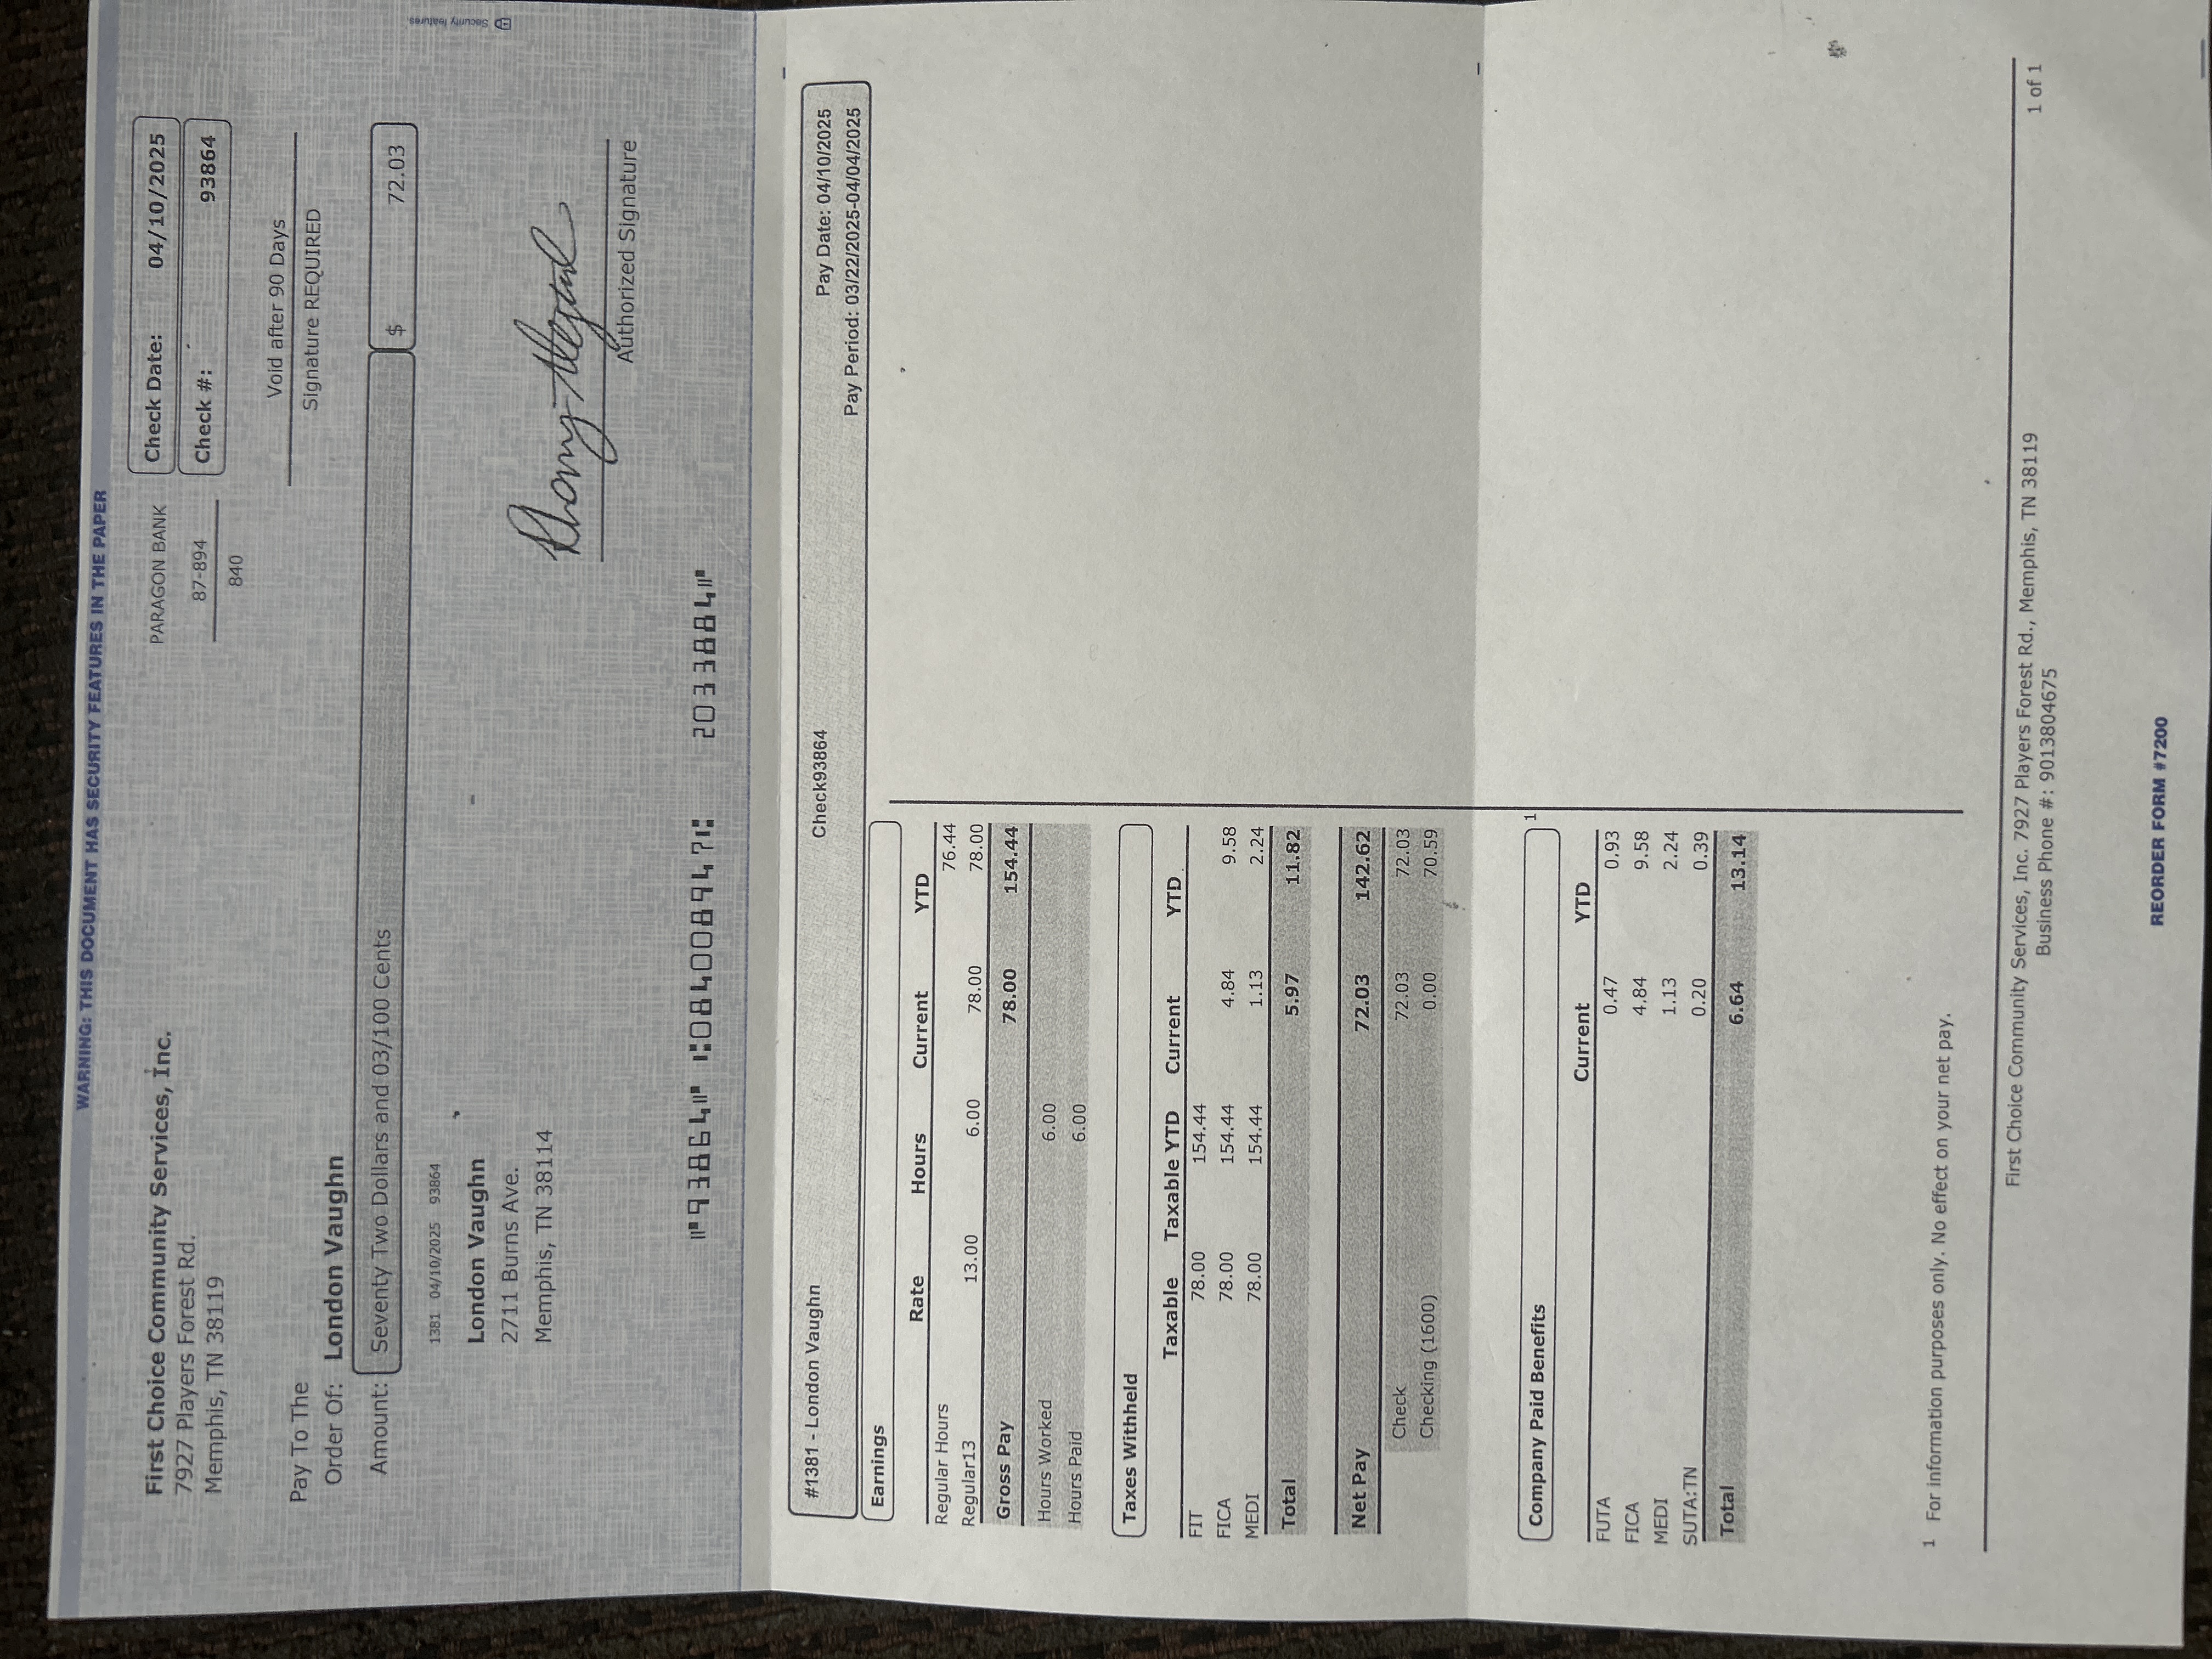 WARNING: THIS DOCUMENT HAS SECURITY FEATURES IN THE PAPER
First Choice Community Services, Inc.
7927 Players Forest Rd.
Memphis, TN 38119
PARAGON BANK
87-894
840
Check Date: 04/10/2025
Check #: 93864
Void after 90 Days
Signature REQUIRED
Pay To The
Order Of: London Vaughn
Amount: Seventy Two Dollars and 03/100 Cents $ 72.03
1381 04/10/2025 93864
London Vaughn
2711 Burns Ave.
Memphis, TN 38114
Security features.
Authorized Signature
⑈93864⑈ ⑆084008947⑆ 2033884⑈
#1381 - London Vaughn Check93864 Pay Date: 04/10/2025
Pay Period: 03/22/2025-04/04/2025
Earnings
Rate Hours Current YTD
Regular Hours 76.44
Regular13 13.00 6.00 78.00 78.00
Gross Pay 78.00 154.44
Hours Worked 6.00
Hours Paid 6.00
Taxes Withheld
Taxable Taxable YTD Current YTD
FIT 78.00 154.44
FICA 78.00 154.44 4.84 9.58
MEDI 78.00 154.44 1.13 2.24
Total 5.97 11.82
Net Pay 72.03 142.62
Check 72.03 72.03
Checking (1600) 0.00 70.59
Company Paid Benefits 1
Current YTD
FUTA 0.47 0.93
FICA 4.84 9.58
MEDI 1.13 2.24
SUTA:TN 0.20 0.39
Total 6.64 13.14
1 For information purposes only. No effect on your net pay.
First Choice Community Services, Inc. 7927 Players Forest Rd., Memphis, TN 38119
Business Phone #: 9013804675
1 of 1
REORDER FORM #7200